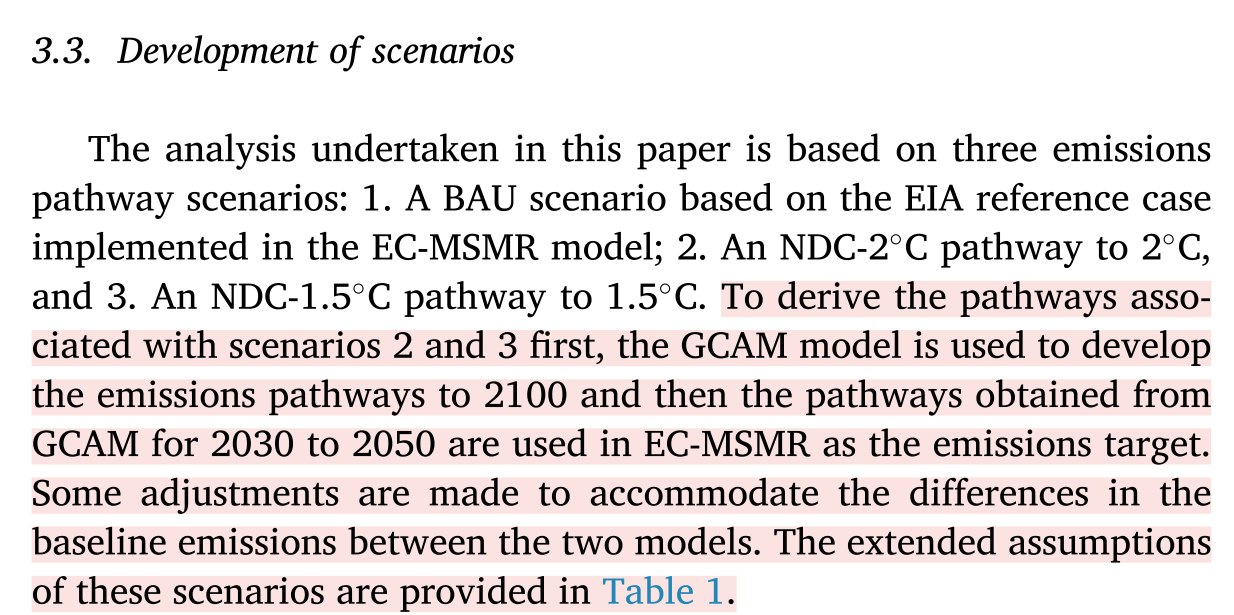 3.3. Development of scenarios
The analysis undertaken in this paper is based on three emissions
pathway scenarios: 1. A BAU scenario based on the EIA reference case
implemented in the EC-MSMR model; 2. An NDC-2°C pathway to 2°C,
and 3. An NDC-1.5°C pathway to 1.5°C. To derive the pathways asso-
ciated with scenarios 2 and 3 first, the GCAM model is used to develop
the emissions pathways to 2100 and then the pathways obtained from
GCAM for 2030 to 2050 are used in EC-MSMR as the emissions target.
Some adjustments are made to accommodate the differences in the
baseline emissions between the two models. The extended assumptions
of these scenarios are provided in Table 1.